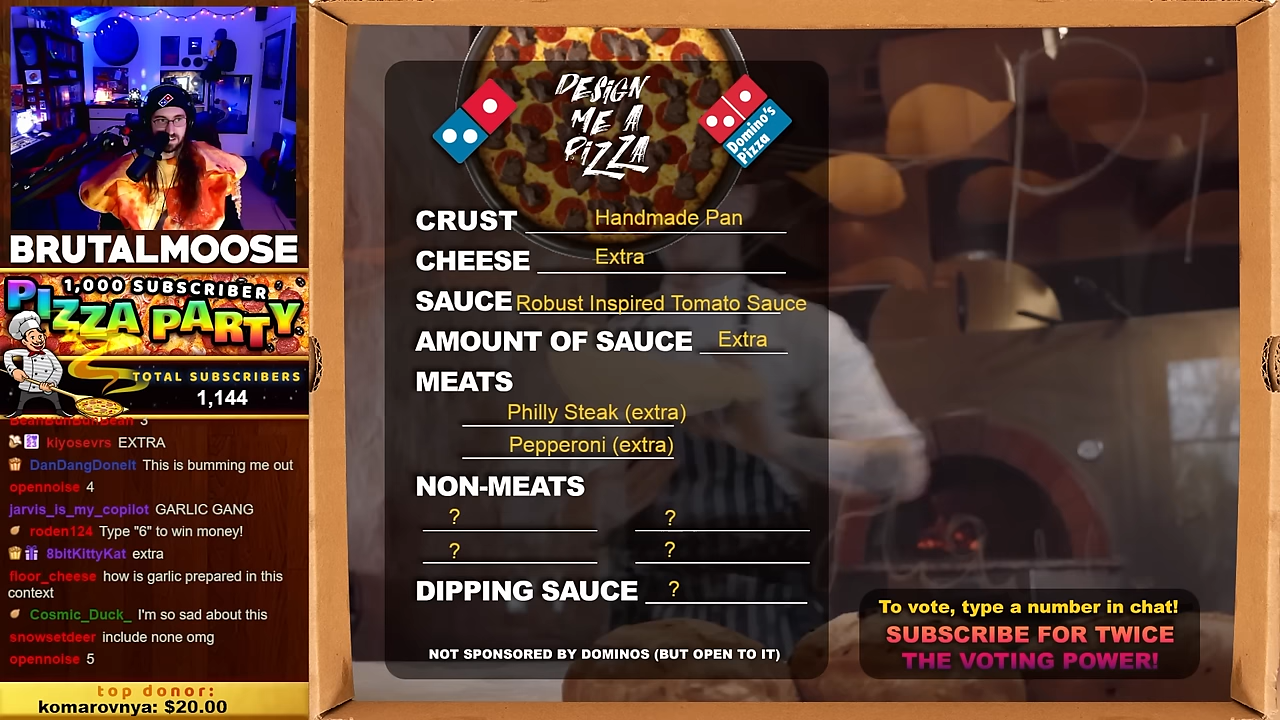 BRUTALMOOSE
1,000 SUBSCRIBER
PIZZA PARTY
TOTAL SUBSCRIBERS
1,144
BeanBunBunBean 3
kiyosevrs EXTRA
DanDangDoneIt This is bumming me out
opennoise 4
jarvis_is_my_copilot GARLIC GANG
roden124 Type "6" to win money!
8bitKittyKat extra
floor_cheese how is garlic prepared in this
context
Cosmic_Duck_ I'm so sad about this
snowsetdeer include none omg
opennoise 5
top donor:
komarovnya: $20.00
DESIGN
ME A
PIZZA
Domino's
Pizza
CRUST Handmade Pan
CHEESE Extra
SAUCE Robust Inspired Tomato Sauce
AMOUNT OF SAUCE Extra
MEATS
Philly Steak (extra)
Pepperoni (extra)
NON-MEATS
? ?
? ?
DIPPING SAUCE ?
NOT SPONSORED BY DOMINOS (BUT OPEN TO IT)
To vote, type a number in chat!
SUBSCRIBE FOR TWICE
THE VOTING POWER!